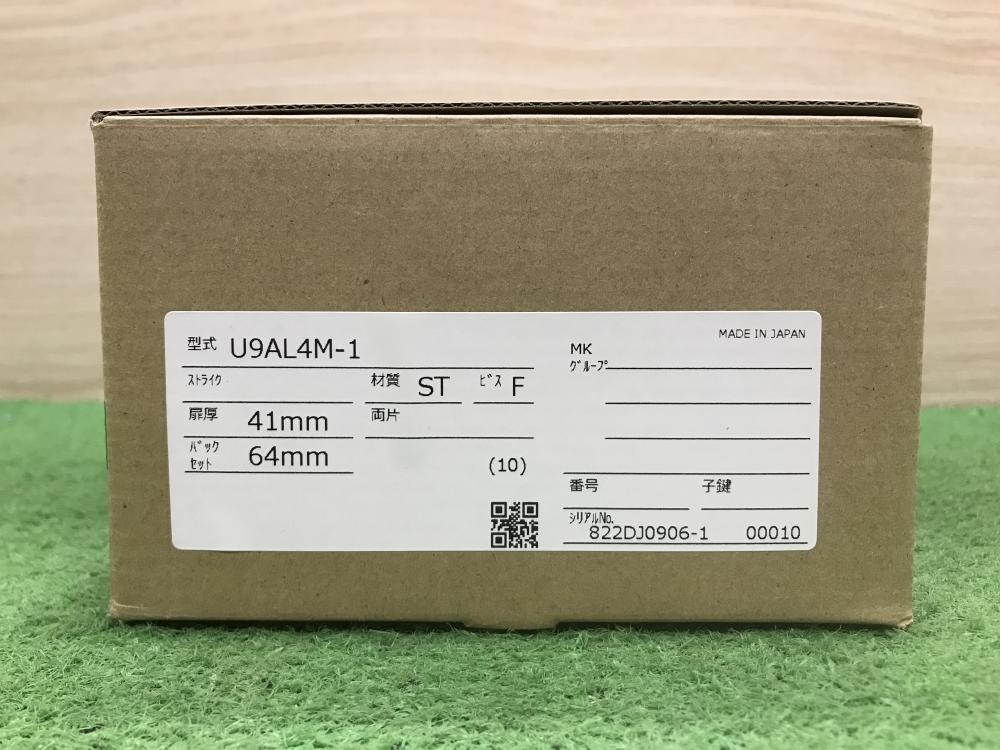 型式 U9AL4M-1
ストライク
材質 ST
ビス F
扉厚 41mm
両片
バック
セット 64mm
(10)
MADE IN JAPAN
MK
グループ
番号
子鍵
シリアルNo.
822DJ0906-1 00010